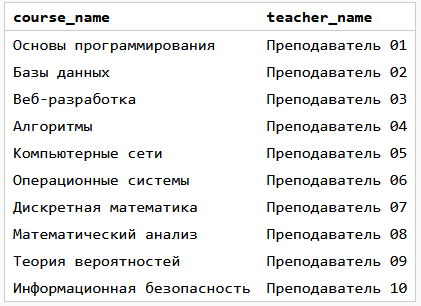 course_name teacher_name
Основы программирования Преподаватель 01
Базы данных Преподаватель 02
Веб-разработка Преподаватель 03
Алгоритмы Преподаватель 04
Компьютерные сети Преподаватель 05
Операционные системы Преподаватель 06
Дискретная математика Преподаватель 07
Математический анализ Преподаватель 08
Теория вероятностей Преподаватель 09
Информационная безопасность Преподаватель 10